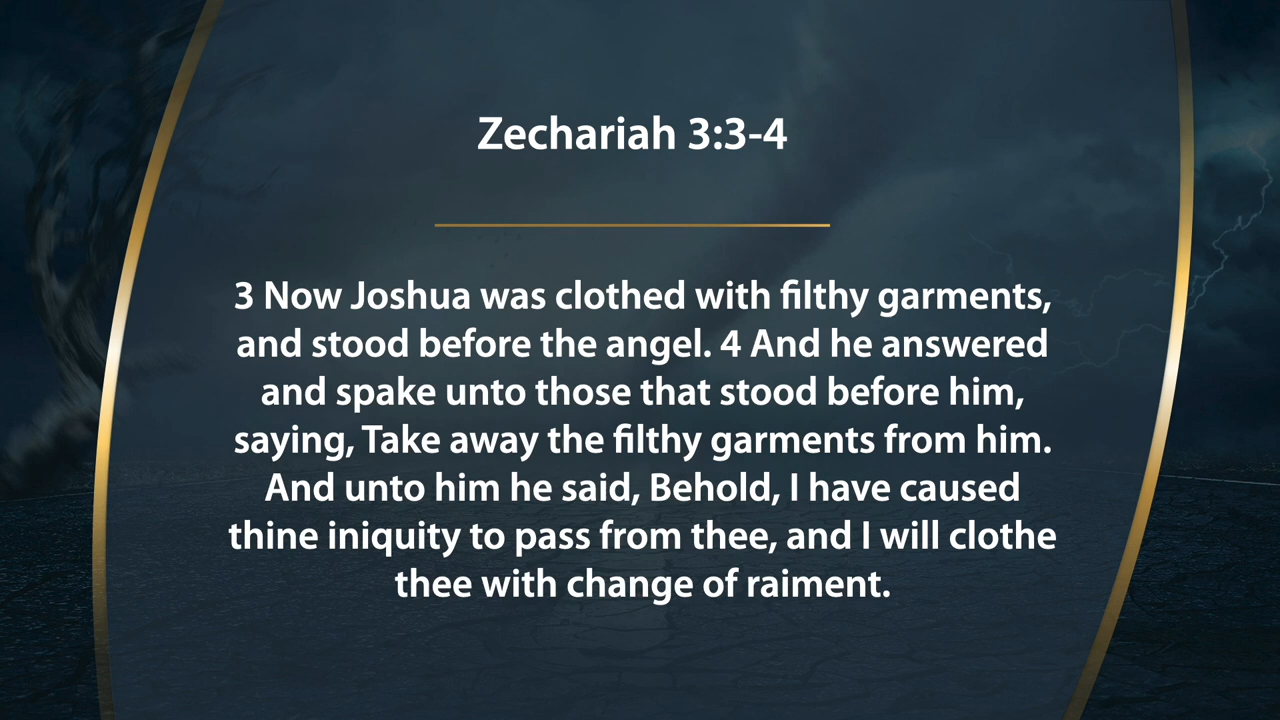 Zechariah 3:3-4
3 Now Joshua was clothed with filthy garments,
and stood before the angel. 4 And he answered
and spake unto those that stood before him,
saying, Take away the filthy garments from him.
And unto him he said, Behold, I have caused
thine iniquity to pass from thee, and I will clothe
thee with change of raiment.